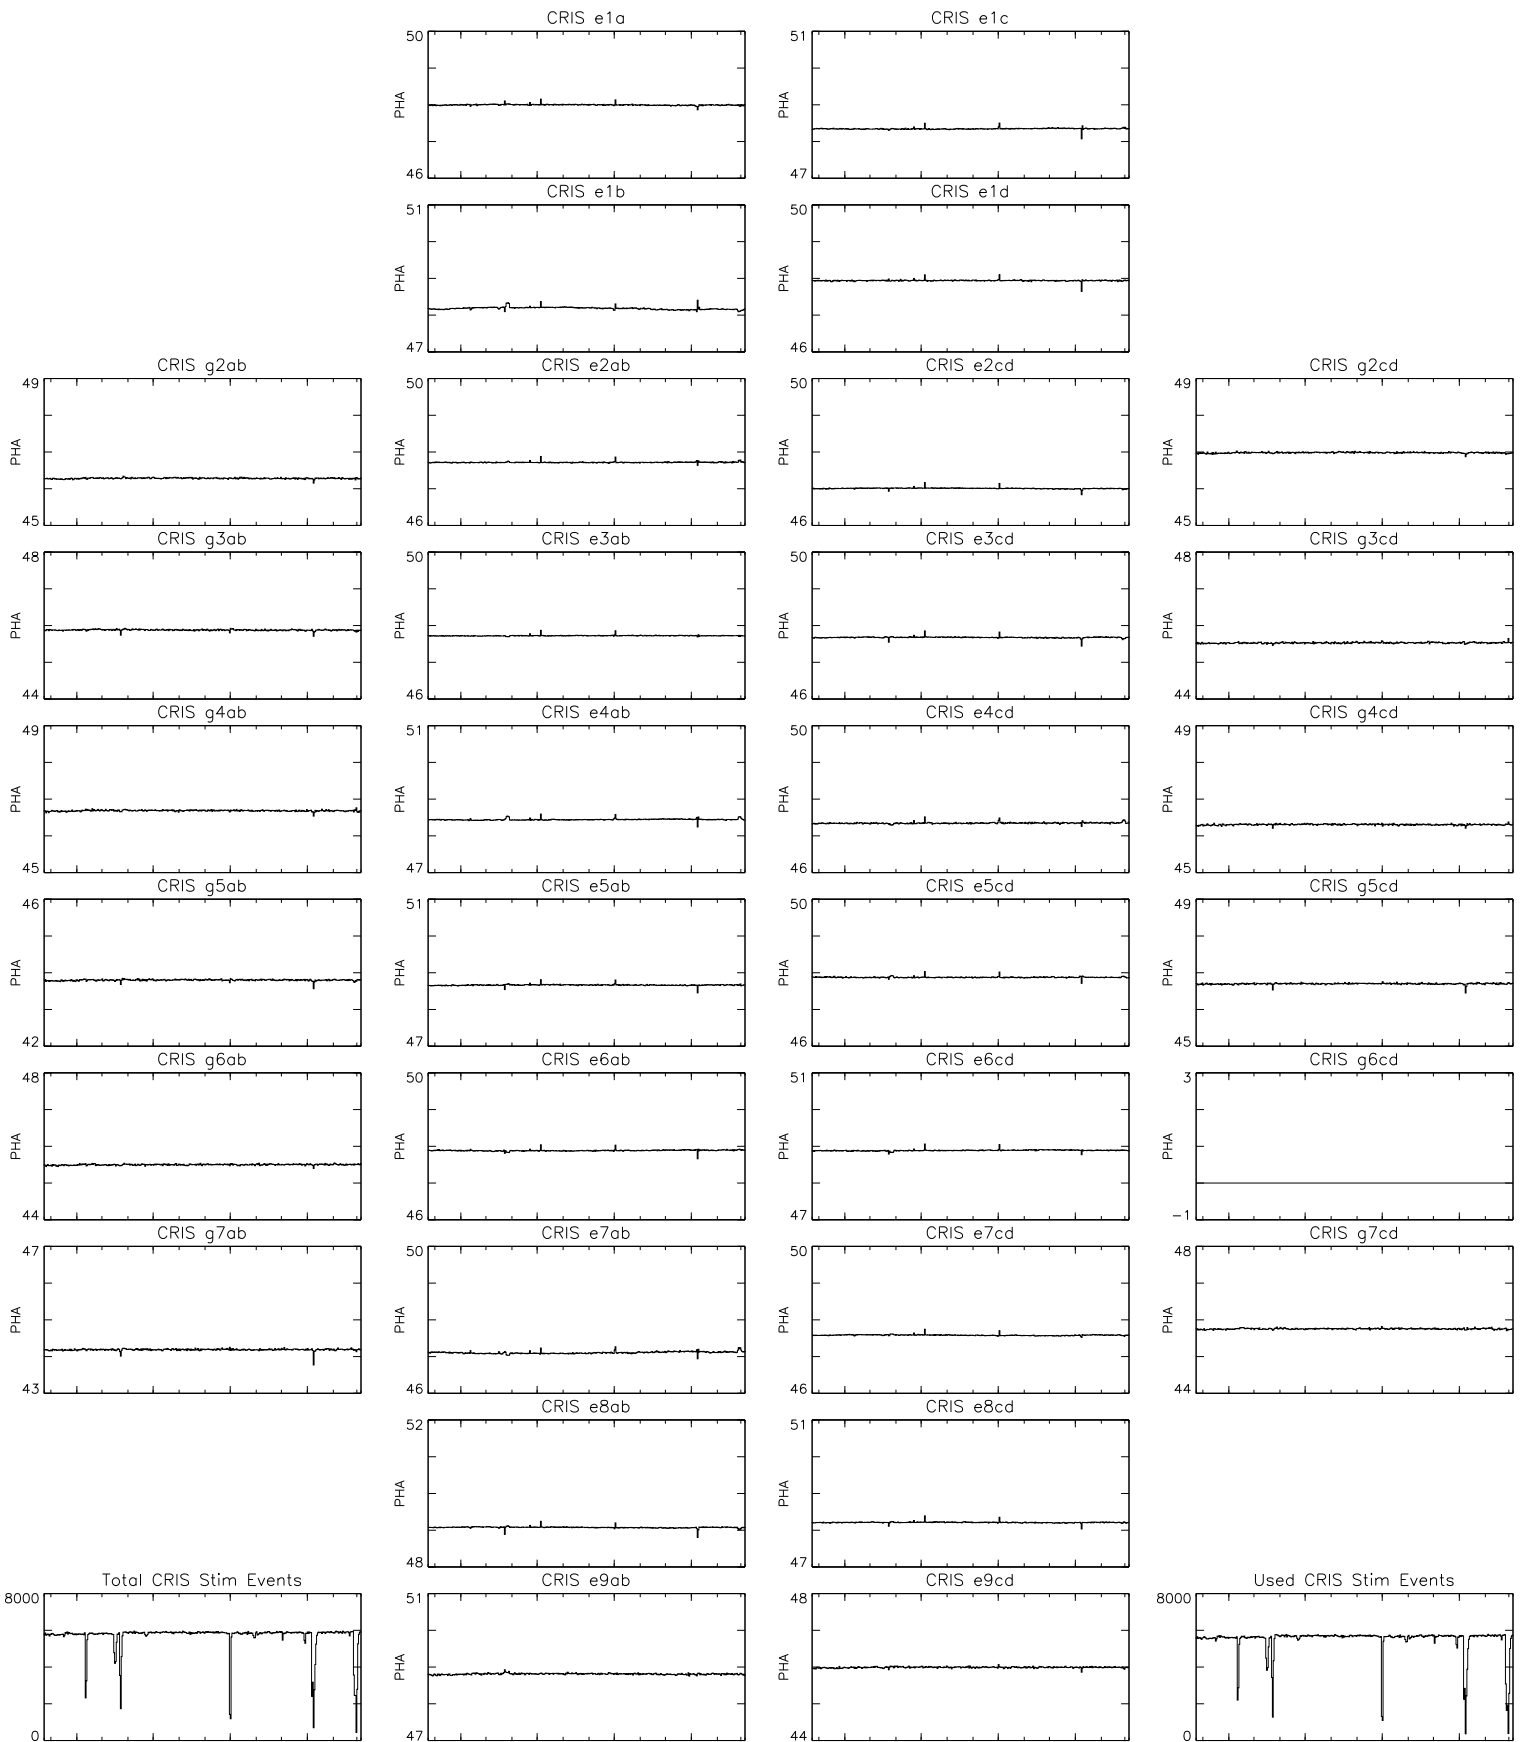 CRIS e1a
50
PHA
46
CRIS e1c
51
PHA
47
CRIS e1b
51
PHA
47
CRIS e1d
50
PHA
46
CRIS g2ab
49
PHA
45
CRIS e2ab
50
PHA
46
CRIS e2cd
50
PHA
46
CRIS g2cd
49
PHA
45
CRIS g3ab
48
PHA
44
CRIS e3ab
50
PHA
46
CRIS e3cd
50
PHA
46
CRIS g3cd
48
PHA
44
CRIS g4ab
49
PHA
45
CRIS e4ab
51
PHA
47
CRIS e4cd
50
PHA
46
CRIS g4cd
49
PHA
45
CRIS g5ab
46
PHA
42
CRIS e5ab
51
PHA
47
CRIS e5cd
50
PHA
46
CRIS g5cd
49
PHA
45
CRIS g6ab
48
PHA
44
CRIS e6ab
50
PHA
46
CRIS e6cd
51
PHA
47
CRIS g6cd
3
PHA
-1
CRIS g7ab
47
PHA
43
CRIS e7ab
50
PHA
46
CRIS e7cd
50
PHA
46
CRIS g7cd
48
PHA
44
CRIS e8ab
52
PHA
48
CRIS e8cd
51
PHA
47
Total CRIS Stim Events
8000
0
CRIS e9ab
51
PHA
47
CRIS e9cd
48
PHA
44
Used CRIS Stim Events
8000
0